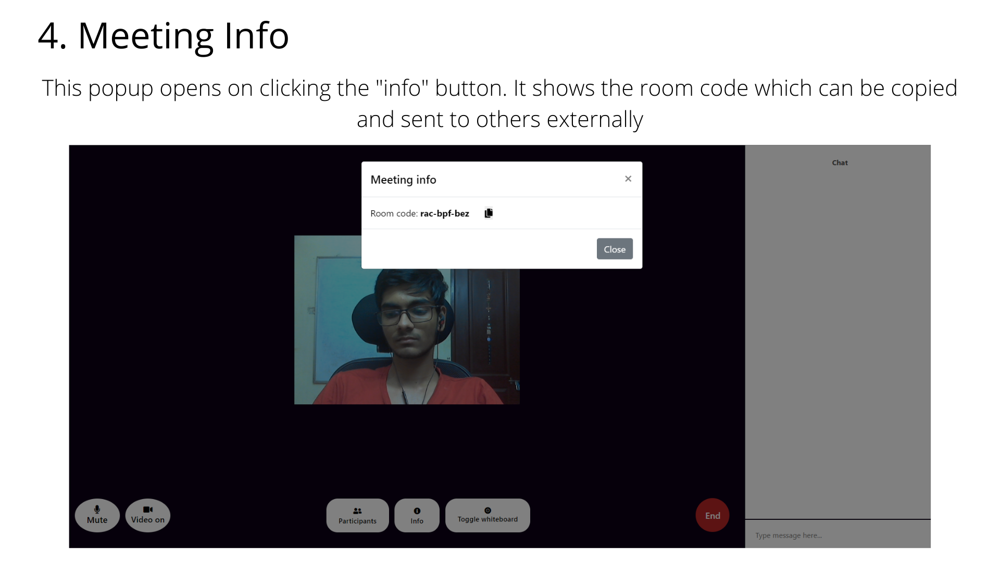 4. Meeting Info
This popup opens on clicking the "info" button. It shows the room code which can be copied
and sent to others externally
Chat
Meeting info
×
Room code: rac-bpf-bez
Close
Mute
Video on
Participants
Info
Toggle whiteboard
End
Type message here...